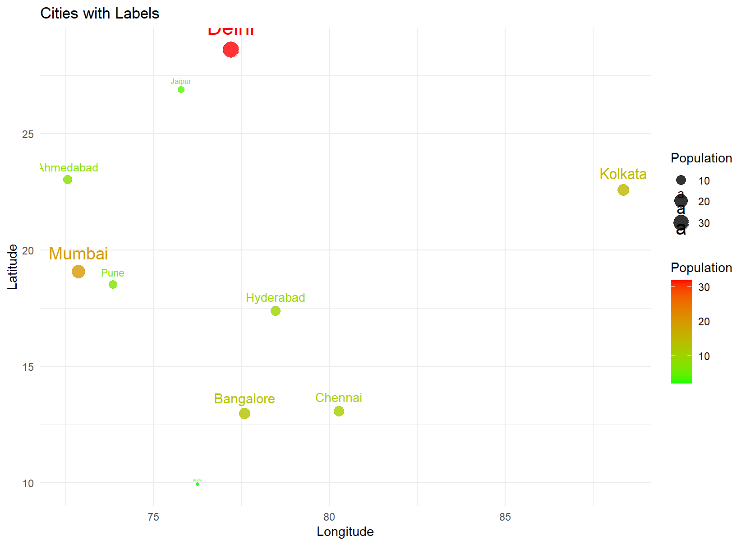 Cities with Labels
Delhi
Jaipur
Ahmedabad
Kolkata
Mumbai
Pune
Hyderabad
Bangalore
Chennai
25
20
15
10
75
80
85
Longitude
Latitude
Population
10
a
20
a
30
a
Population
30
20
10